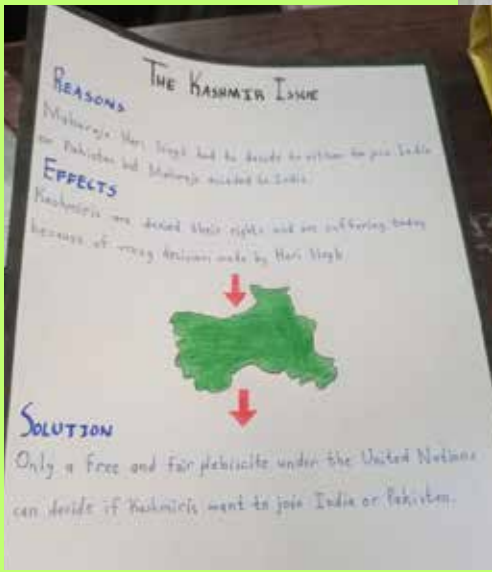 THE KASHMIR ISSUE
REASONS
Maharaja Hari Singh had to decide to either to join India
or Pakistan but Maharaja acceded to India.
EFFECTS
Kashmiris are denied their rights and are suffering today
because of wrong decision made by Hari Singh
SOLUTION
Only a free and fair plebiscite under the United Nations
can decide if Kashmiris want to join India or Pakistan.